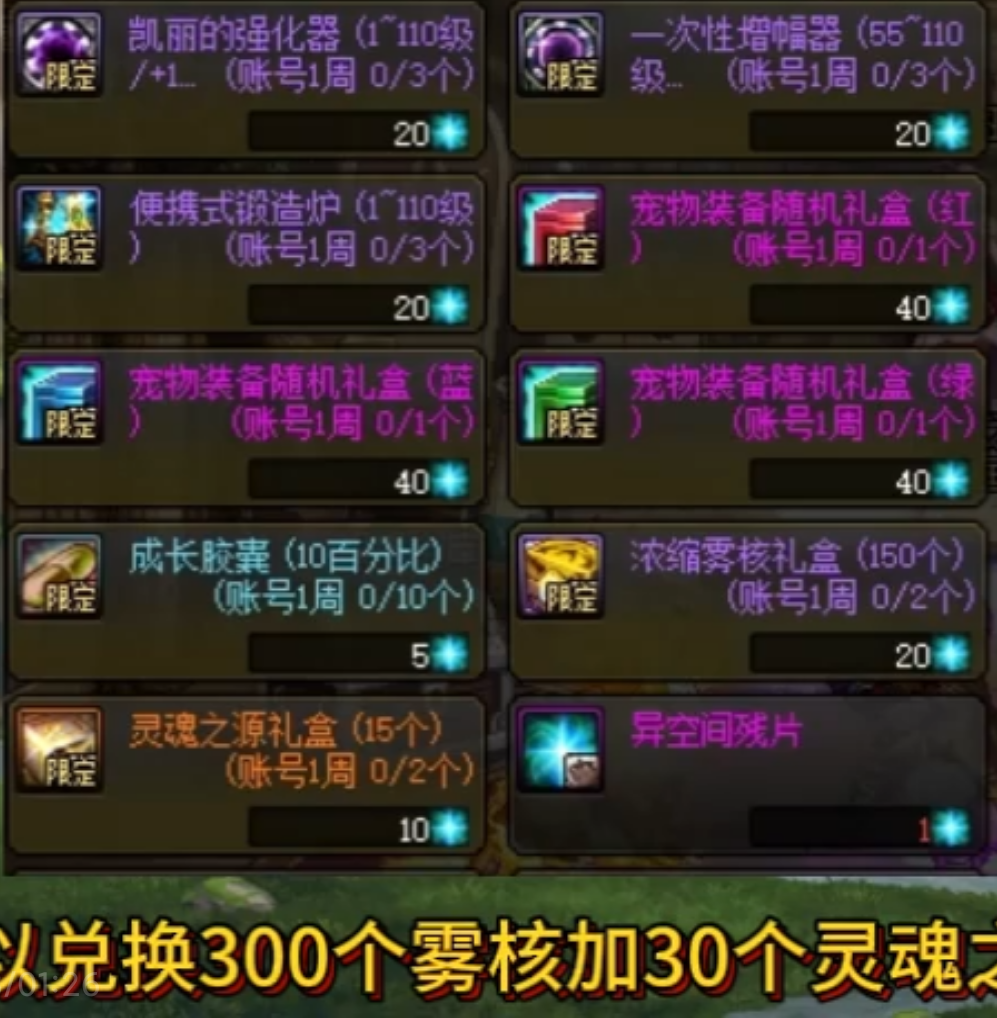 凯丽的强化器 (1~110级
/+1... (账号1周 0/3个)
限定
20
一次性增幅器 (55~110
级... (账号1周 0/3个)
限定
20
便携式锻造炉 (1~110级
) (账号1周 0/3个)
限定
20
宠物装备随机礼盒 (红
) (账号1周 0/1个)
限定
40
宠物装备随机礼盒 (蓝
) (账号1周 0/1个)
限定
40
宠物装备随机礼盒 (绿
) (账号1周 0/1个)
限定
40
成长胶囊 (10百分比)
(账号1周 0/10个)
限定
5
浓缩雾核礼盒 (150个)
(账号1周 0/2个)
限定
20
灵魂之源礼盒 (15个)
(账号1周 0/2个)
限定
10
异空间残片
1
以兑换300个雾核加30个灵魂之
/01:26